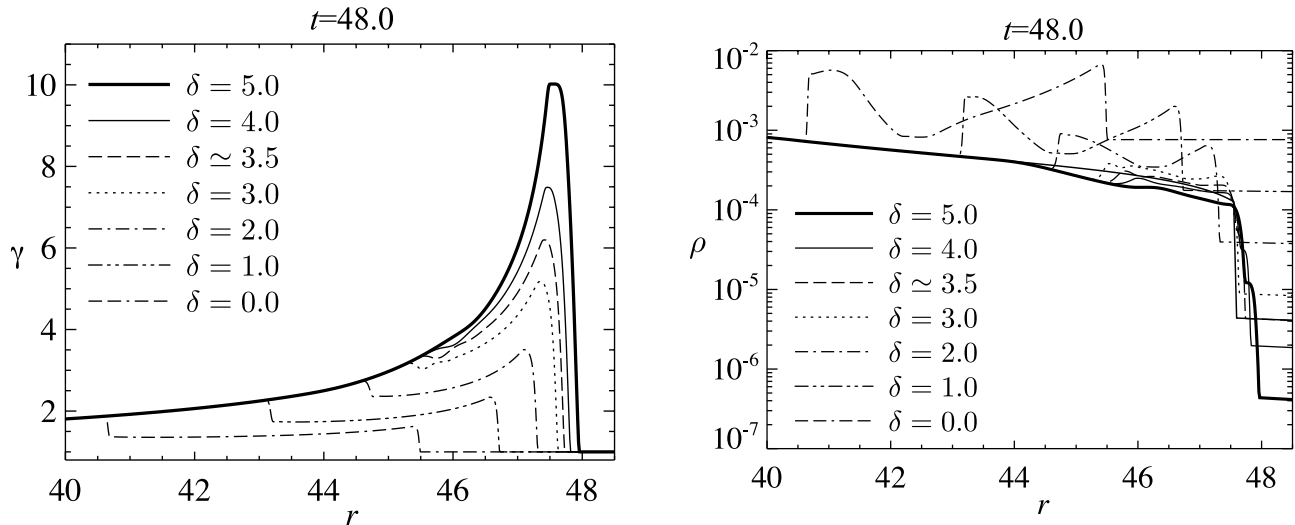 t=48.0
10
8
6
4
2
γ
δ = 5.0
δ = 4.0
δ ≃ 3.5
δ = 3.0
δ = 2.0
δ = 1.0
δ = 0.0
40 42 44 46 48
r
t=48.0
10^-2
10^-3
10^-4
10^-5
10^-6
10^-7
ρ
δ = 5.0
δ = 4.0
δ ≃ 3.5
δ = 3.0
δ = 2.0
δ = 1.0
δ = 0.0
40 42 44 46 48
r